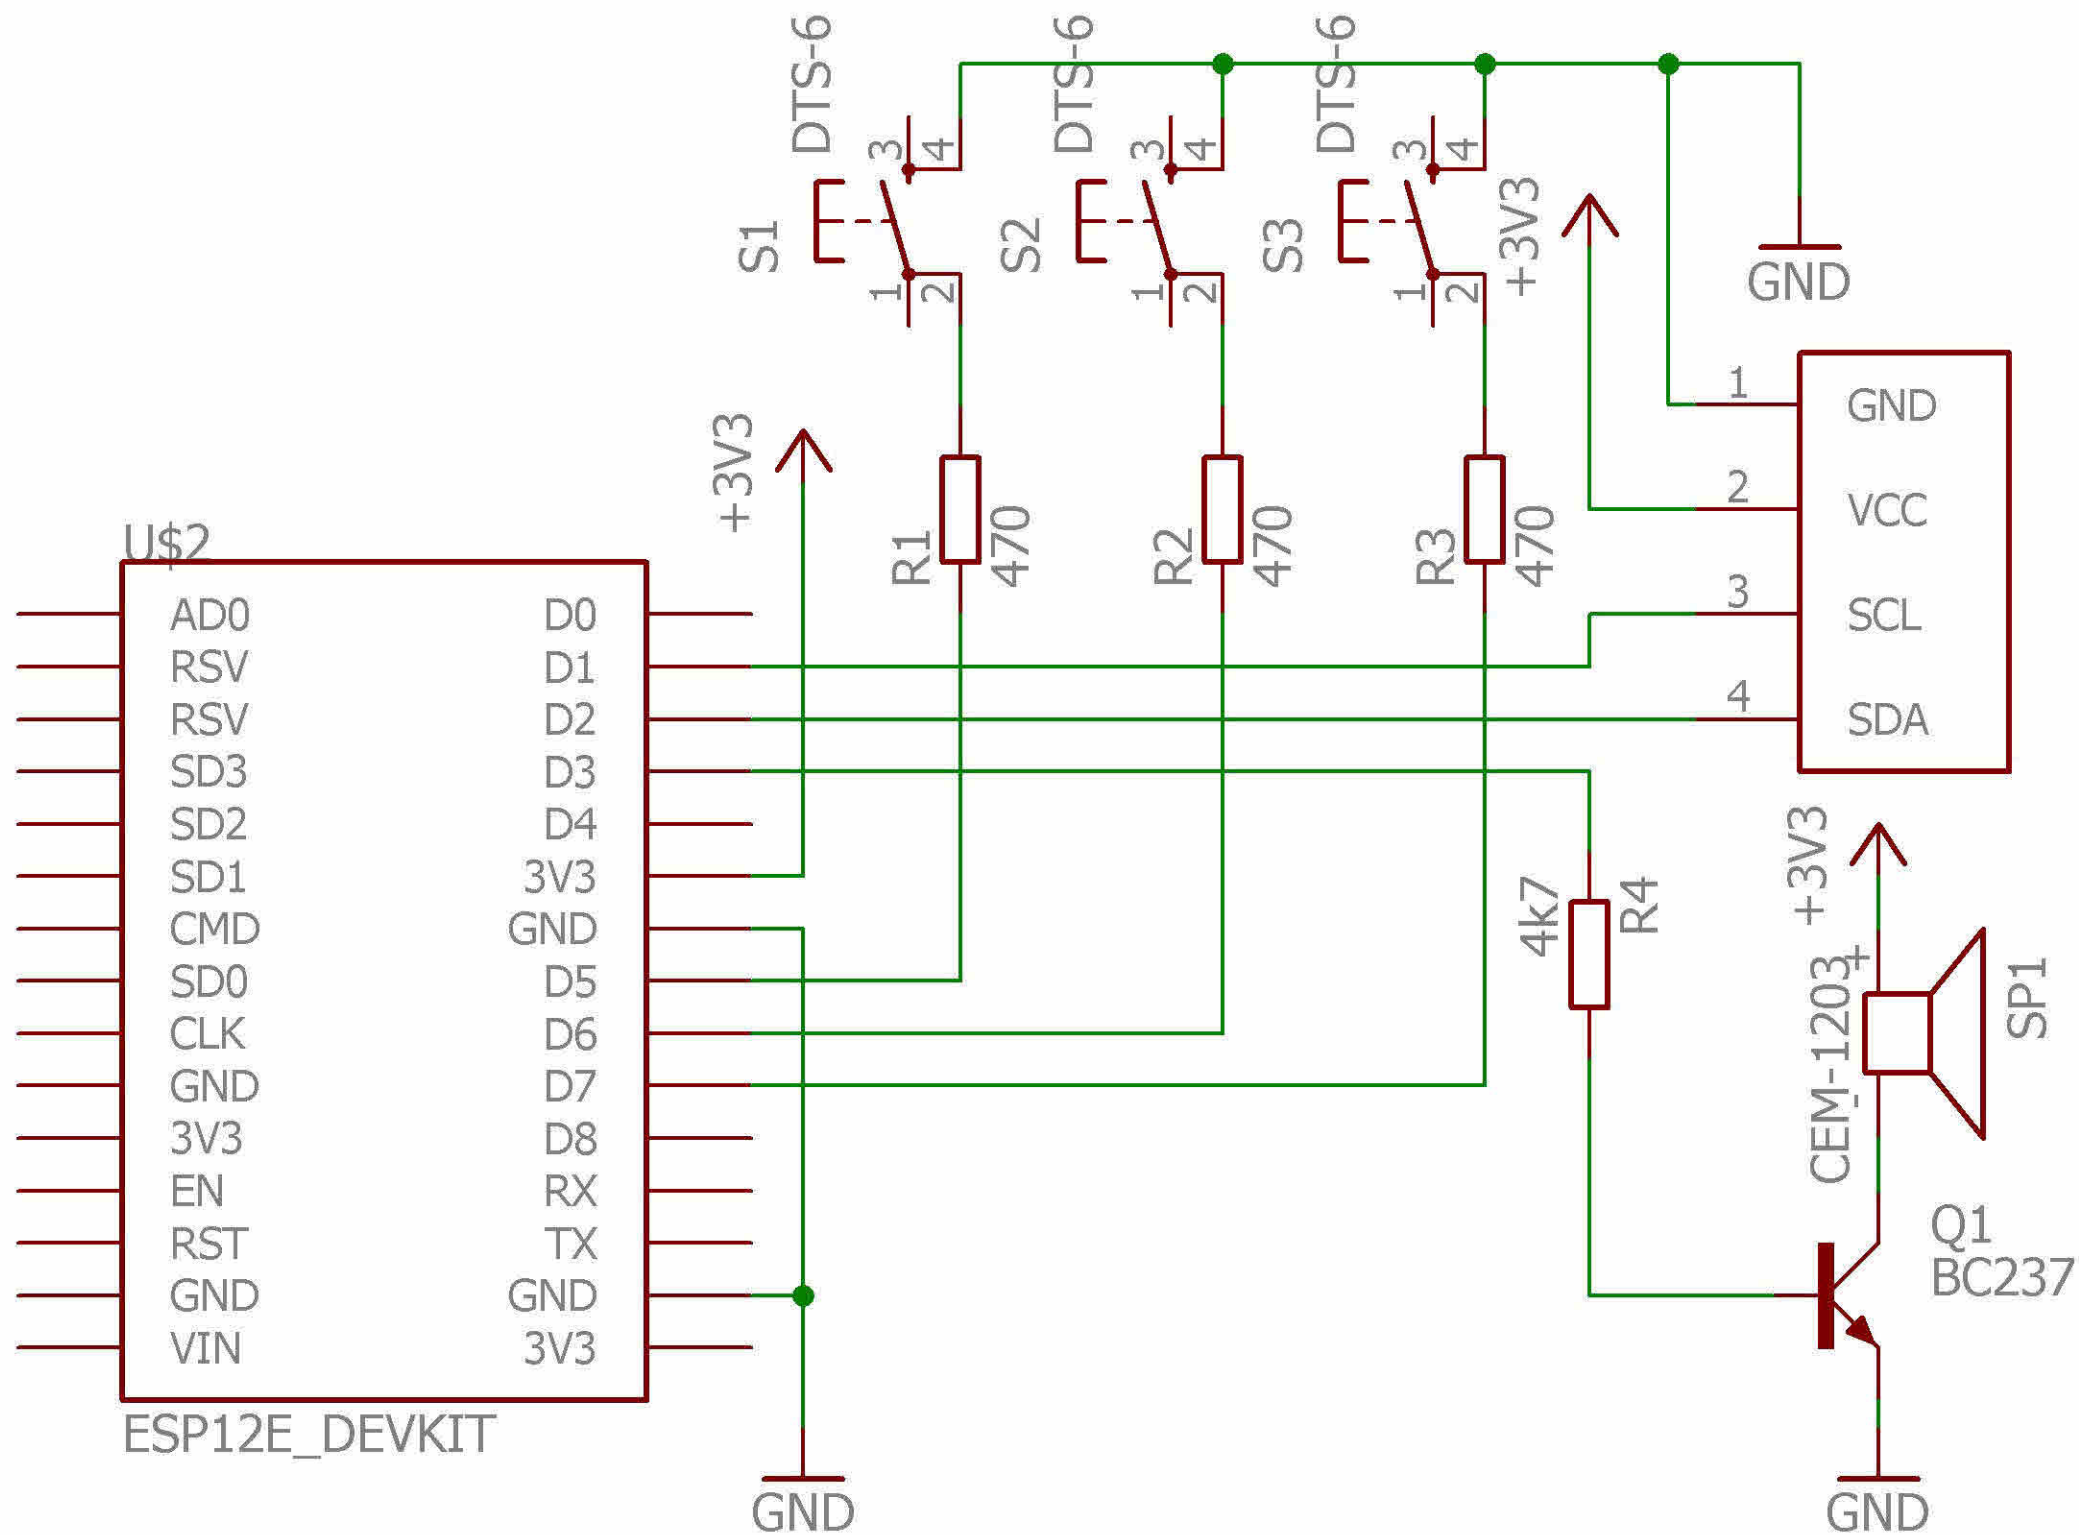 DTS-6
DTS-6
DTS-6
3
4
3
4
3
4
S1
S2
S3
+3V3
1
2
1
2
1
2
GND
1
GND
2
VCC
3
SCL
4
SDA
+3V3
R1
470
R2
470
R3
470
U$2
AD0
D0
RSV
D1
RSV
D2
SD3
D3
SD2
D4
SD1
3V3
CMD
GND
SD0
D5
CLK
D6
GND
D7
3V3
D8
EN
RX
RST
TX
GND
GND
VIN
3V3
ESP12E_DEVKIT
GND
4k7
R4
+3V3
+
-
CEM-1203
SP1
Q1
BC237
GND